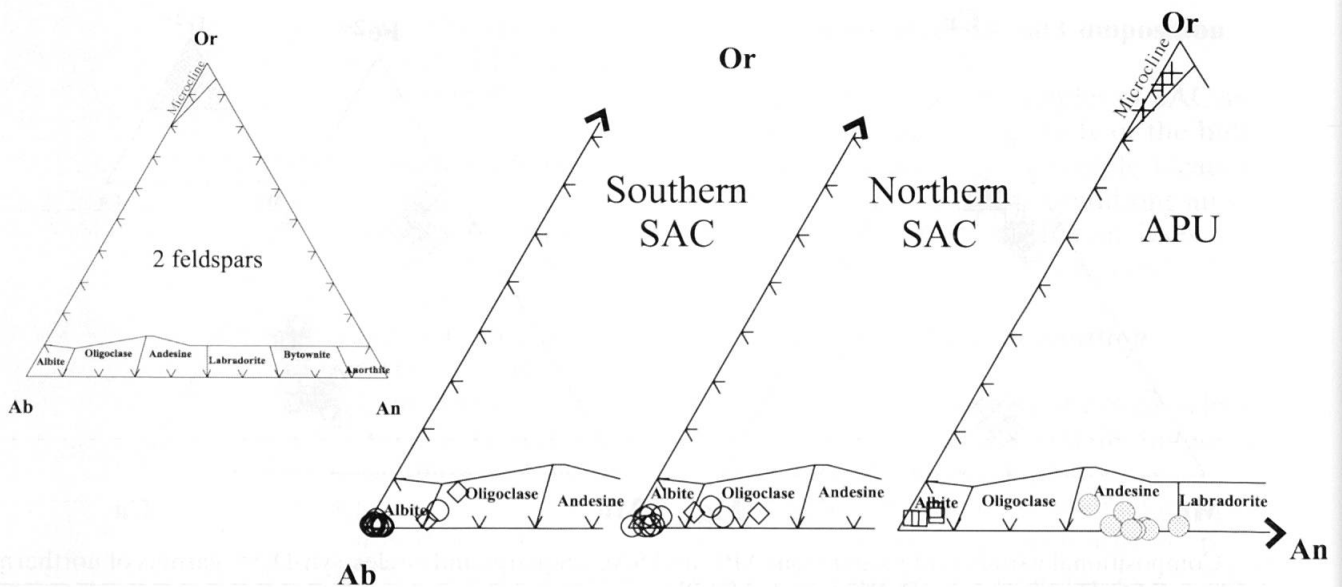 Or
Microcline
2 feldspars
Albite
Oligoclase
Andesine
Labradorite
Bytownite
Anorthite
Ab
An
Or
Southern
SAC
Albite
Oligoclase
Andesine
Ab
Northern
SAC
Albite
Oligoclase
Andesine
Or
Microcline
APU
Albite
Oligoclase
Andesine
Labradorite
An